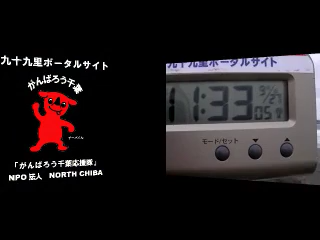 九十九里ポータルサイト
がんばろう千葉
「がんばろう千葉応援隊」
NPO 法人 NORTH CHIBA
九十九里ポータルサイト
11:33
モード/セット